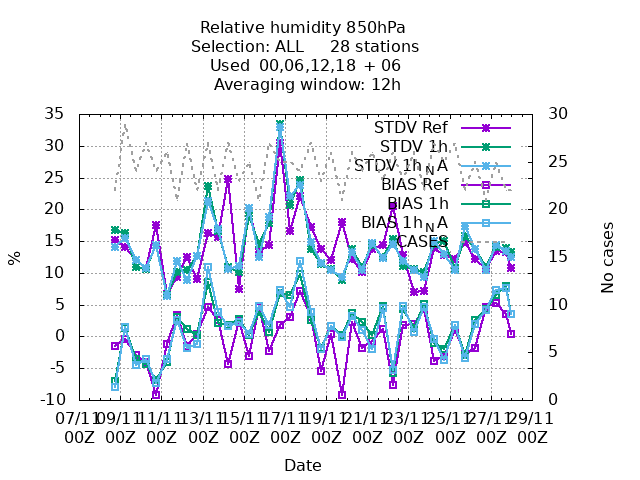 Relative humidity 850hPa
Selection: ALL 28 stations
Used 00,06,12,18 + 06
Averaging window: 12h
35 30
STDV Ref
30
STDV 1h
25
STDV 1h_NA
25
BIAS Ref
20 20
BIAS 1h
BIAS 1h_NA
15 CASES 15
%
No cases
10
5 10
0
5
-5
-10 0
07/11 09/11 11/11 13/11 15/11 17/11 19/11 21/11 23/11 25/11 27/11 29/11
00Z 00Z 00Z 00Z 00Z 00Z 00Z 00Z 00Z 00Z 00Z 00Z
Date